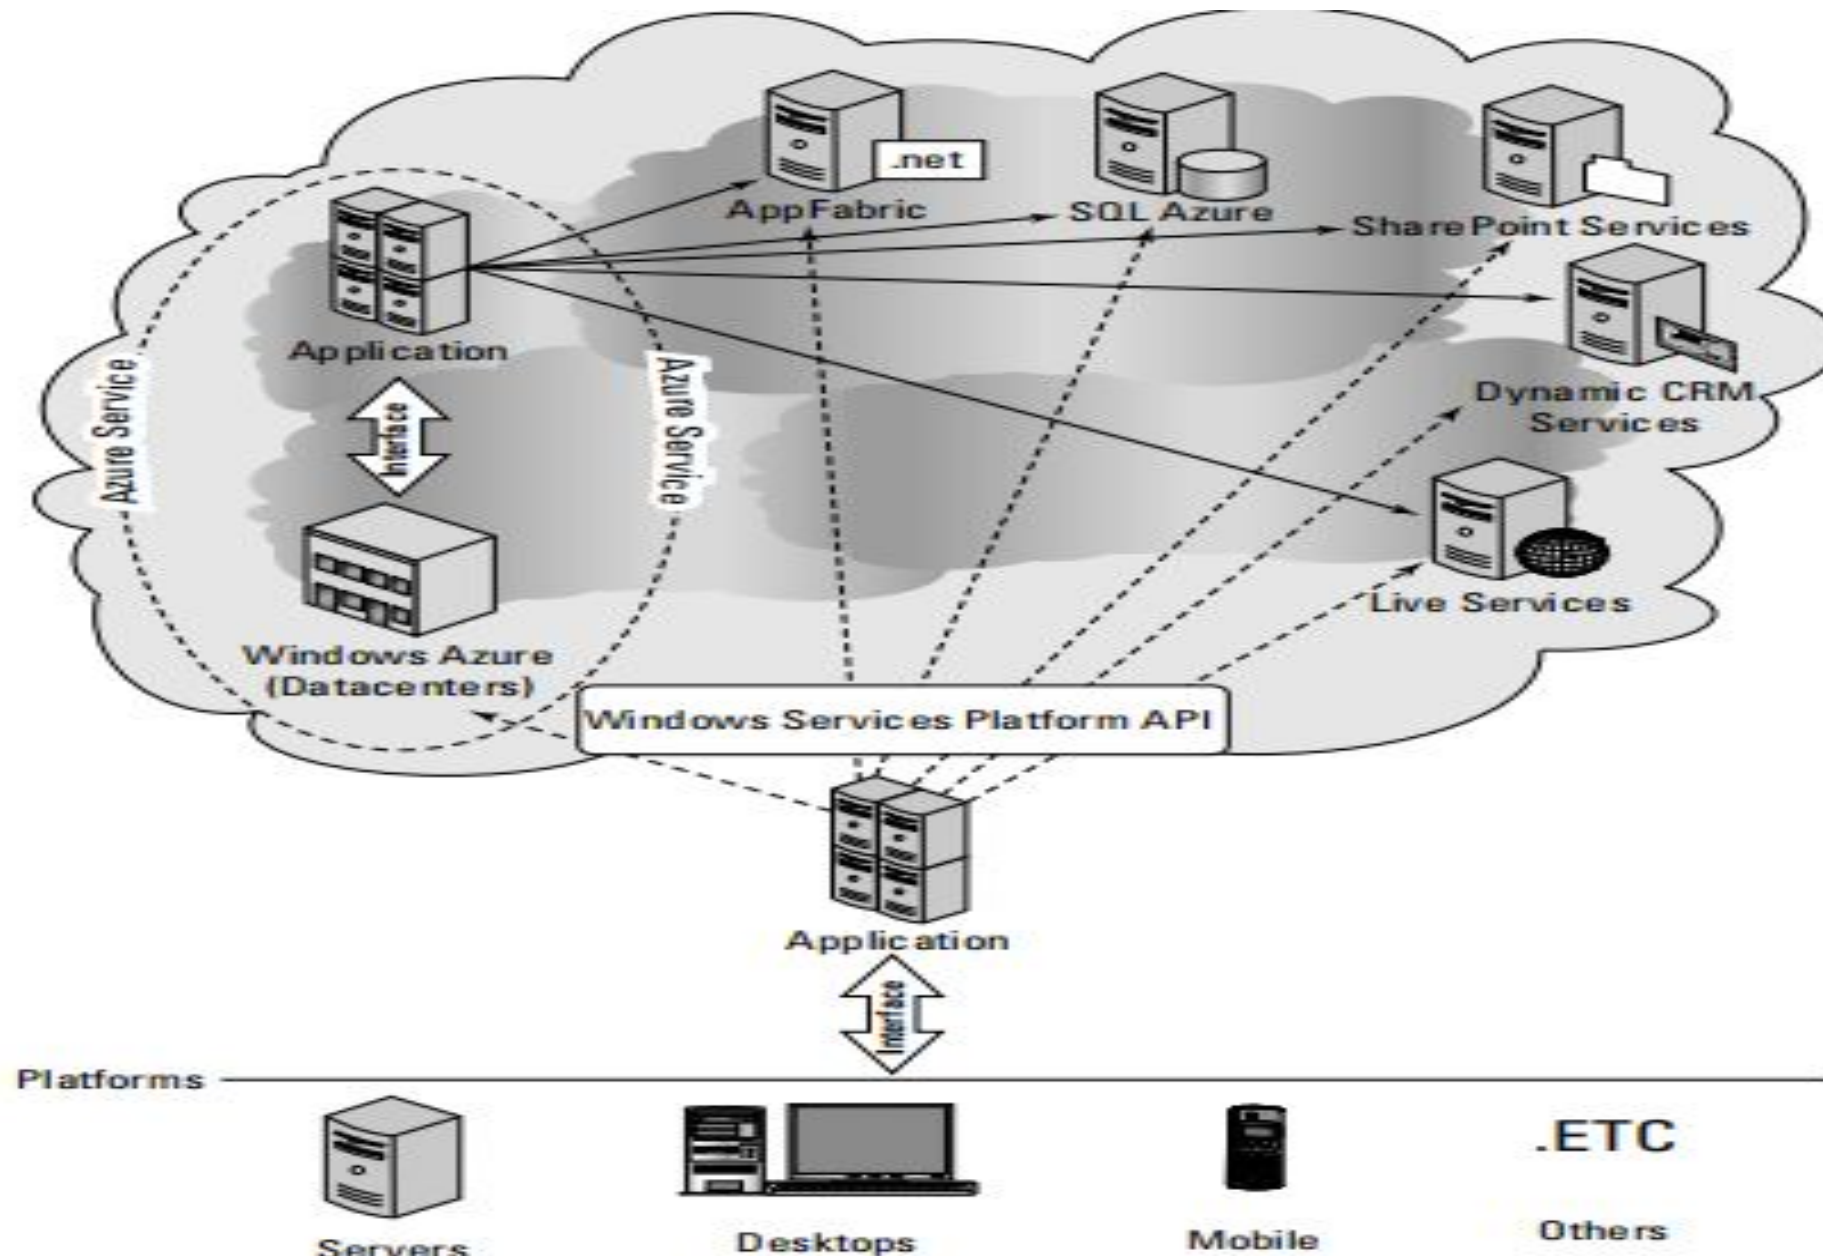 .net
AppFabric
SQL Azure
SharePoint Services
Application
Azure Service
Azure Service
Interface
Dynamic CRM
Services
Live Services
Windows Azure
(Datacenters)
Windows Services Platform API
Application
Interface
Platforms
.ETC
Servers
Desktops
Mobile
Others